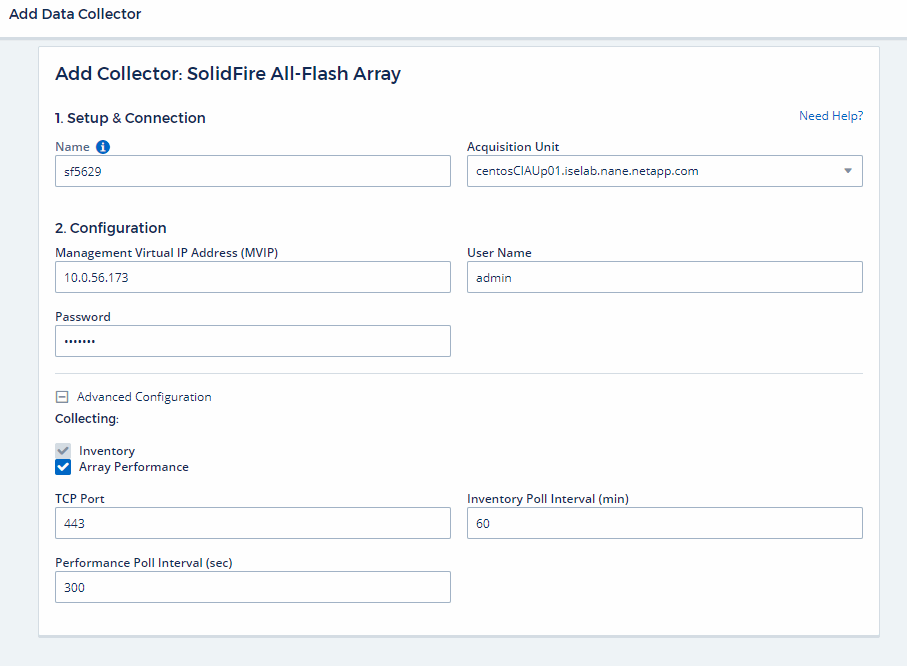 Add Data Collector
Add Collector: SolidFire All-Flash Array
1. Setup & Connection
Need Help?
Name
Acquisition Unit
sf5629
centosCIAUp01.iselab.nane.netapp.com
2. Configuration
Management Virtual IP Address (MVIP)
User Name
10.0.56.173
admin
Password
•••••••
Advanced Configuration
Collecting:
Inventory
Array Performance
TCP Port
Inventory Poll Interval (min)
443
60
Performance Poll Interval (sec)
300